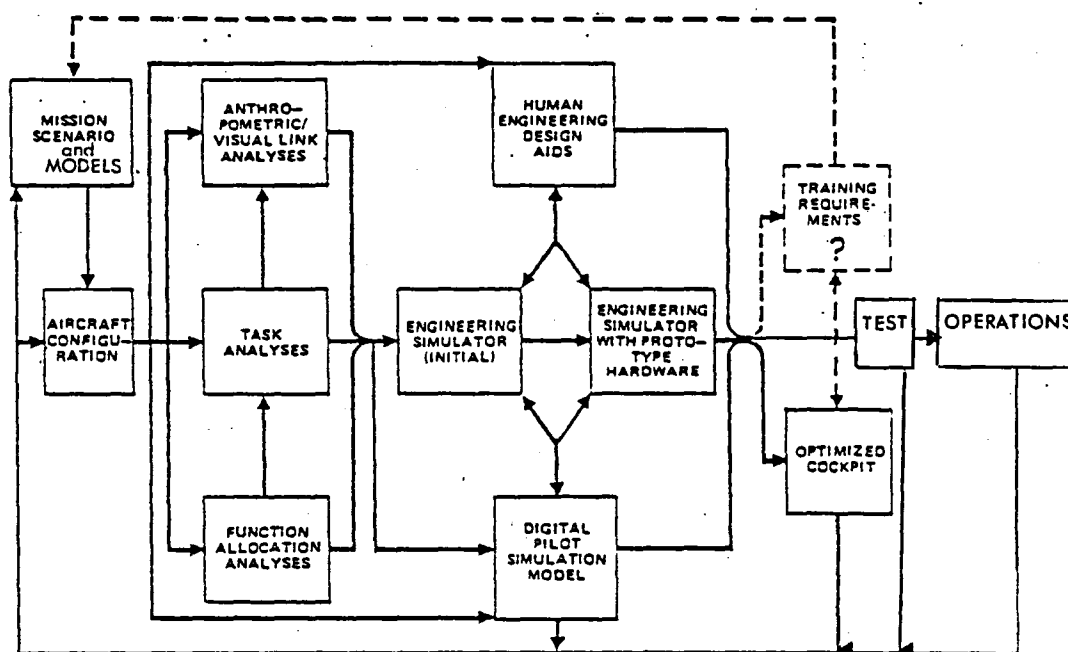 MISSION
SCENARIO
and
MODELS
ANTHRO-
POMETRIC/
VISUAL LINK
ANALYSES
HUMAN
ENGINEERING
DESIGN
AIDS
TRAINING
REQUIRE-
MENTS
?
AIRCRAFT
CONFIGU-
RATION
TASK
ANALYSES
ENGINEERING
SIMULATOR
(INITIAL)
ENGINEERING
SIMULATOR
WITH PROTO-
TYPE
HARDWARE
TEST
OPERATIONS
OPTIMIZED
COCKPIT
FUNCTION
ALLOCATION
ANALYSES
DIGITAL
PILOT
SIMULATION
MODEL